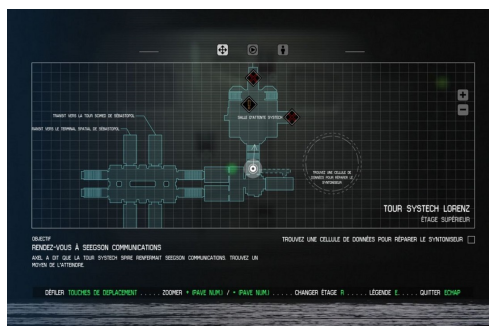 TRANSIT VERS LA TOUR SCIMED DE SÉBASTOPOL
TRANSIT VERS LE TERMINAL SPATIAL DE SÉBASTOPOL
SALLE D'ATTENTE SYSTECH
TROUVEZ UNE CELLULE DE
DONNÉES POUR RÉPARER LE
SYNTONISEUR
TOUR SYSTECH LORENZ
ÉTAGE SUPÉRIEUR
OBJECTIF
RENDEZ-VOUS À SEEGSON COMMUNICATIONS
TROUVEZ UNE CELLULE DE DONNÉES POUR RÉPARER LE SYNTONISEUR
AXEL A DIT QUE LA TOUR SYSTECH SPIRE RENFERMAIT SEEGSON COMMUNICATIONS. TROUVEZ UN
MOYEN DE L'ATTEINDRE.
DÉFILER TOUCHES DE DEPLACEMENT ..... ZOOMER + (PAVE NUM.) / - (PAVE NUM.) ..... CHANGER ÉTAGE R ..... LÉGENDE E ..... QUITTER ECHAP